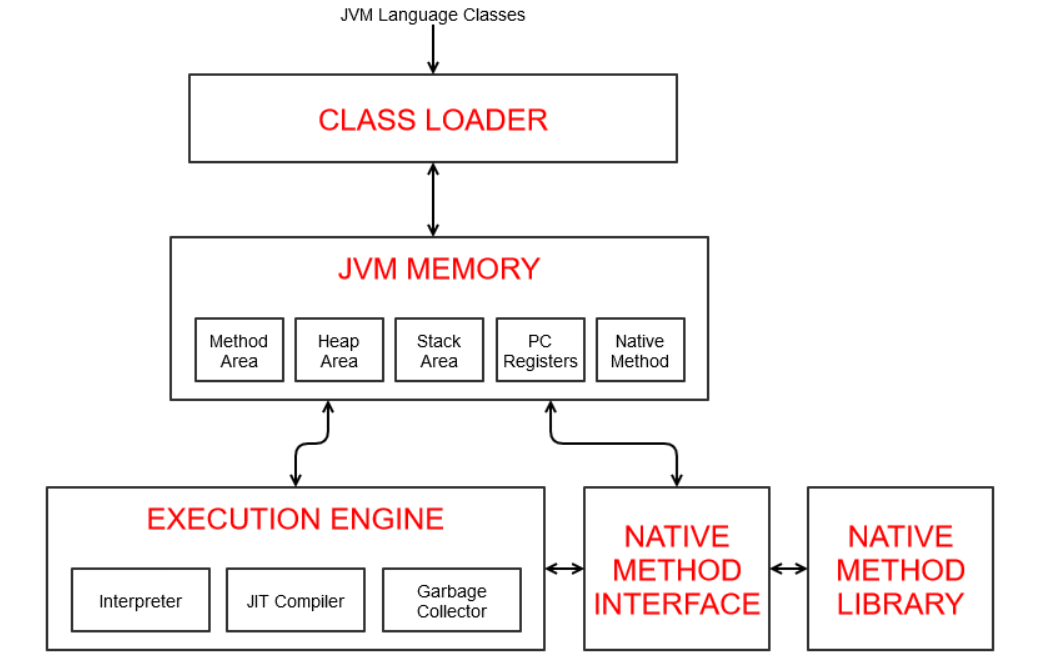 JVM Language Classes
CLASS LOADER
JVM MEMORY
Method
Area
Heap
Area
Stack
Area
PC
Registers
Native
Method
EXECUTION ENGINE
Interpreter
JIT Compiler
Garbage
Collector
NATIVE
METHOD
INTERFACE
NATIVE
METHOD
LIBRARY